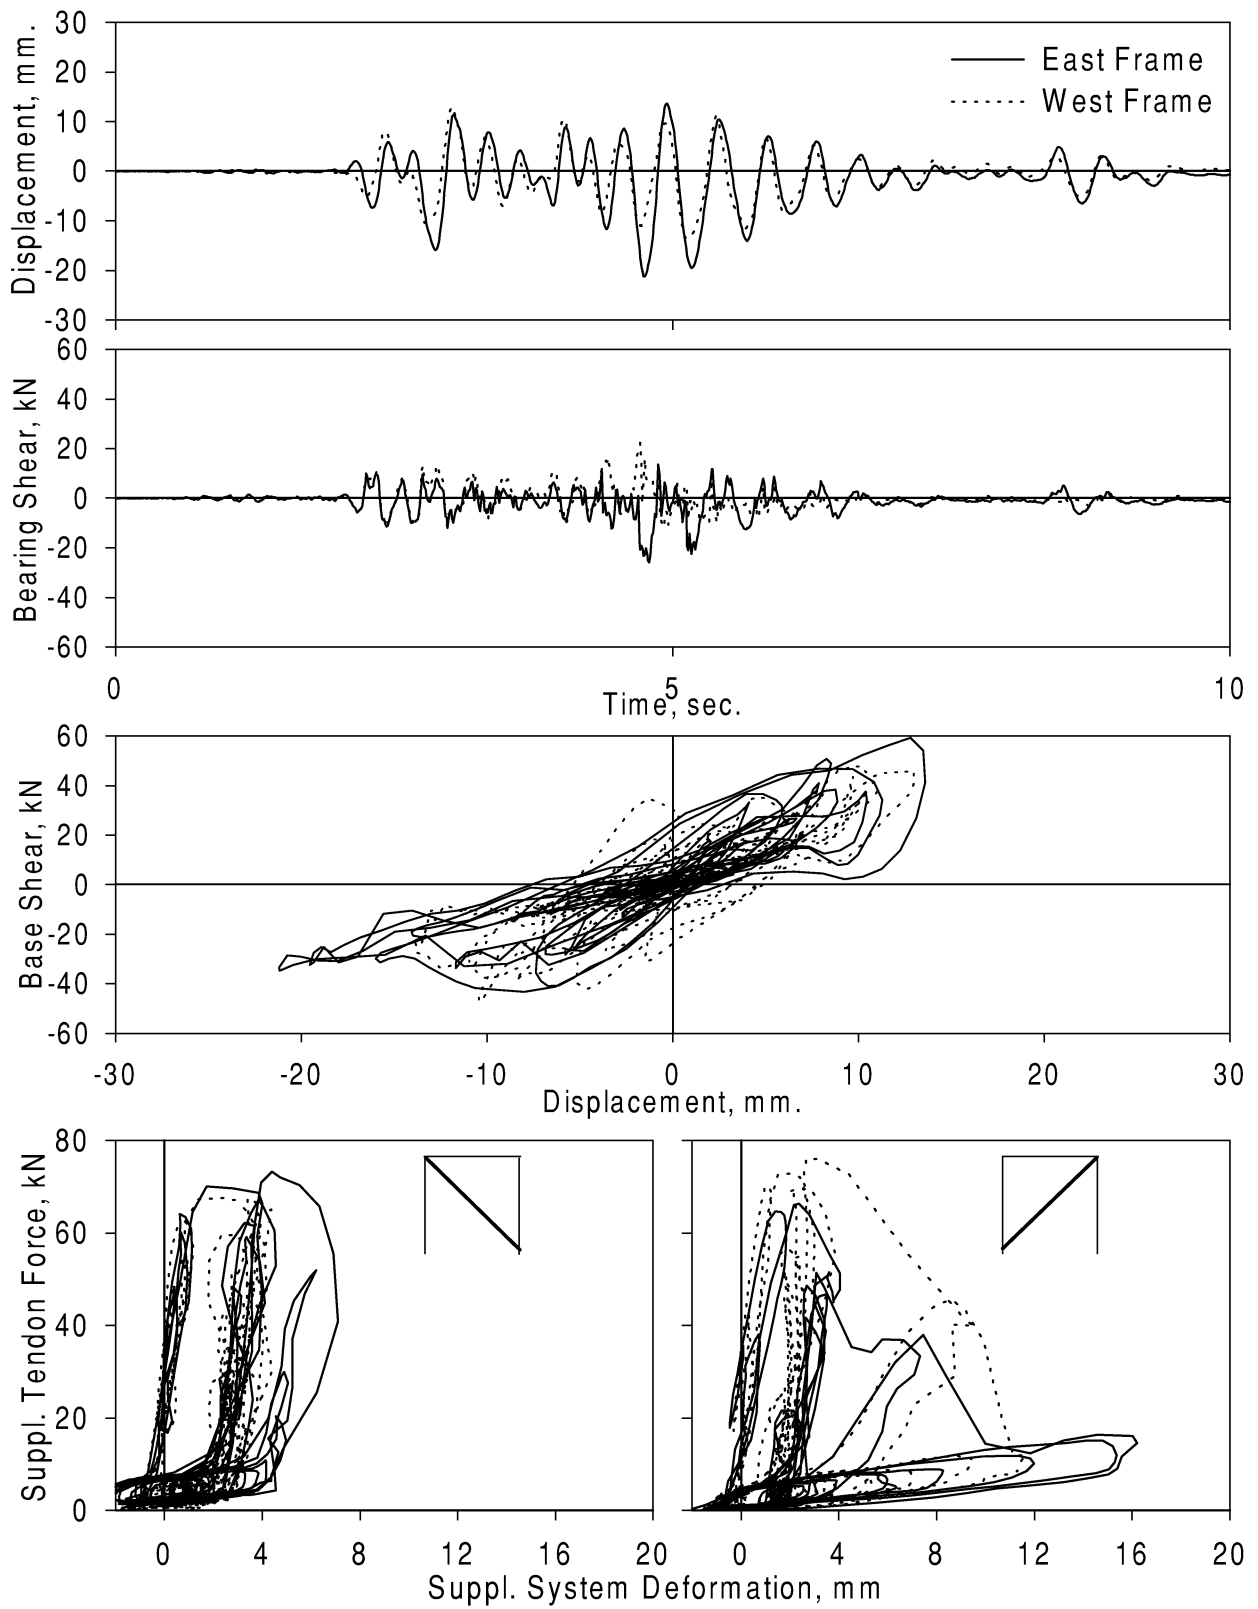 30
20
10
0
-10
-20
-30
Displacement, mm.
East Frame
West Frame
60
40
20
0
-20
-40
-60
Bearing Shear, kN
0 5 10
Time, sec.
60
40
20
0
-20
-40
-60
Base Shear, kN
-30 -20 -10 0 10 20 30
Displacement, mm.
80
60
40
20
0
Suppl. Tendon Force, kN
0 4 8 12 16 20 0 4 8 12 16 20
Suppl. System Deformation, mm